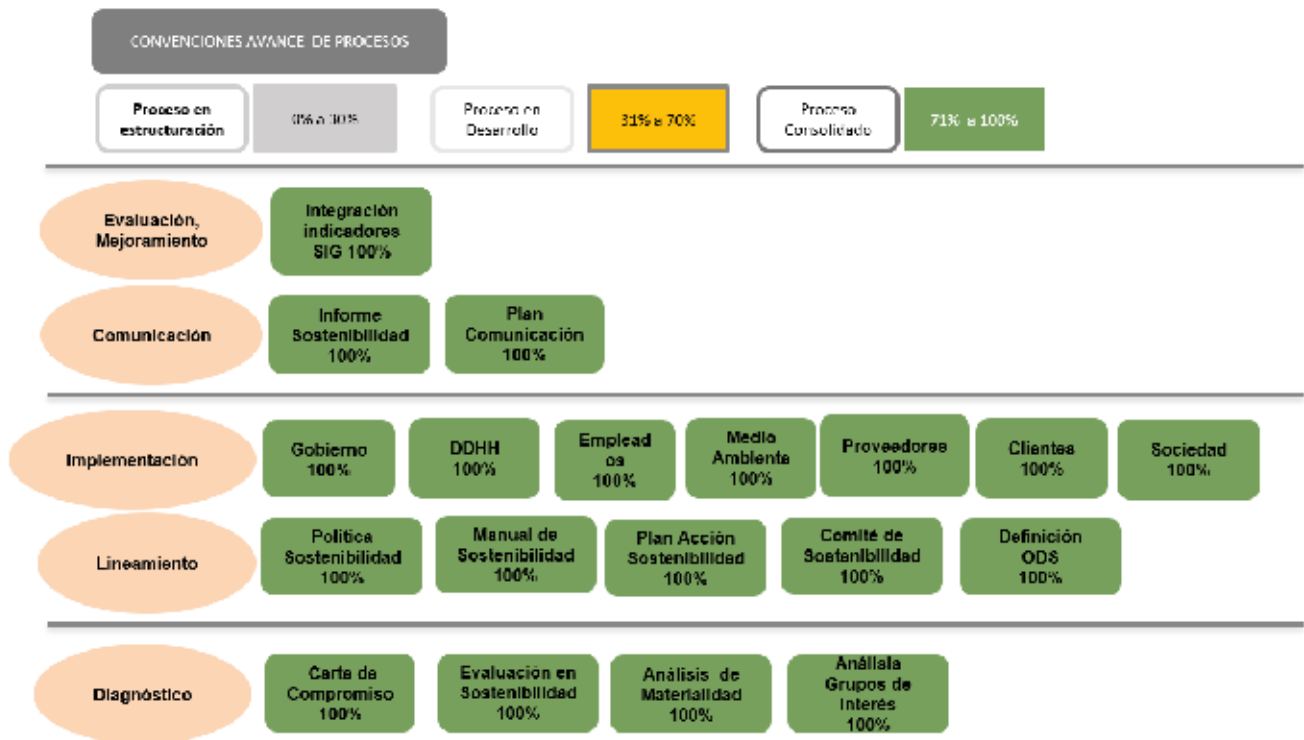 CONVENCIONES AVANCE DE PROCESOS
Proceso en
estructuración
0% a 30%
Proceso en
Desarrollo
31% a 70%
Proceso
Consolidado
71% a 100%
Evaluación,
Mejoramiento
Integración
indicadores
SIG 100%
Comunicación
Informe
Sostenibilidad
100%
Plan
Comunicación
100%
Implementación
Gobierno
100%
DDHH
100%
Emplead
os
100%
Medio
Ambiente
100%
Proveedores
100%
Clientes
100%
Sociedad
100%
Lineamiento
Política
Sostenibilidad
100%
Manual de
Sostenibilidad
100%
Plan Acción
Sostenibilidad
100%
Comité de
Sostenibilidad
100%
Definición
ODS
100%
Diagnóstico
Carta de
Compromiso
100%
Evaluación en
Sostenibilidad
100%
Análisis de
Materialidad
100%
Grupos de
Interés
100%